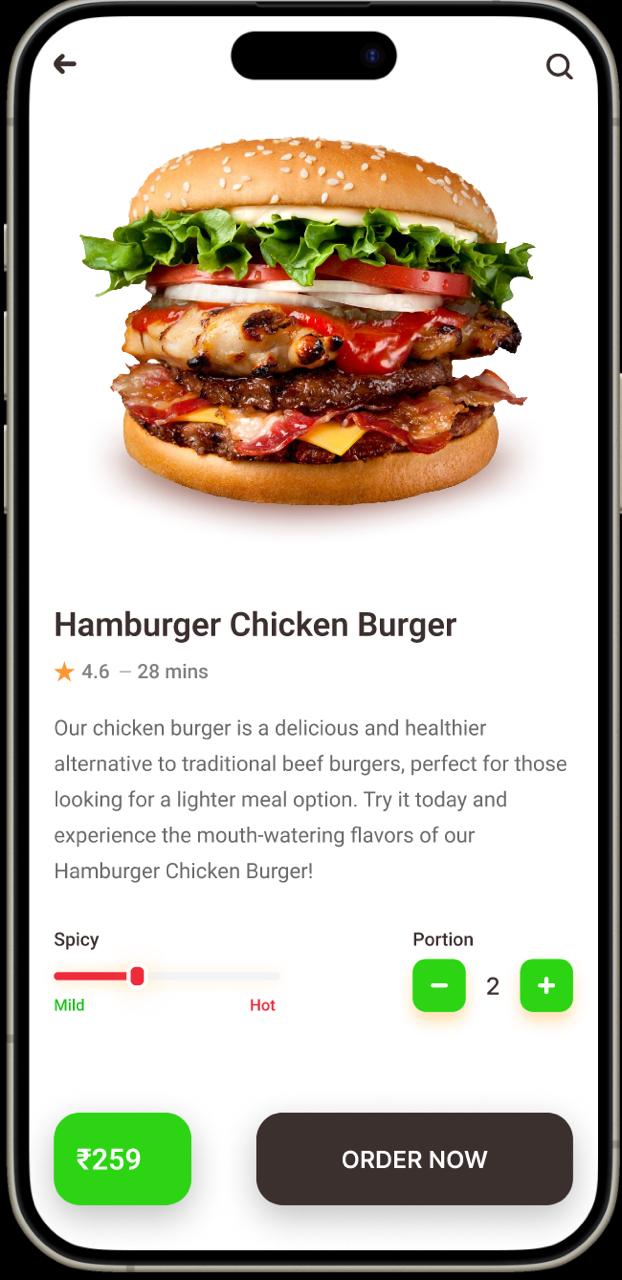 Hamburger Chicken Burger
4.6 – 28 mins
Our chicken burger is a delicious and healthier
alternative to traditional beef burgers, perfect for those
looking for a lighter meal option. Try it today and
experience the mouth-watering flavors of our
Hamburger Chicken Burger!
Spicy
Mild Hot
Portion
− 2 +
₹259
ORDER NOW